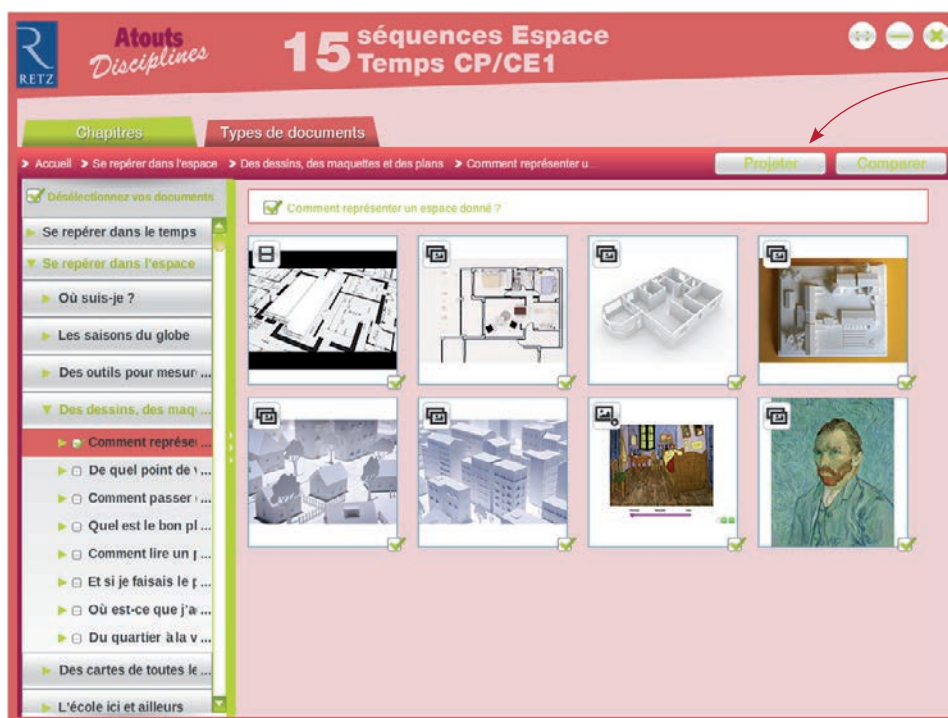 RETZ
Atouts
Disciplines
15 séquences Espace
Temps CP/CE1
Chapitres
Types de documents
Accueil > Se repérer dans l'espace > Des dessins, des maquettes et des plans > Comment représenter u...
Projeter
Comparer
Désélectionnez vos documents
Comment représenter un espace donné ?
Se repérer dans le temps
Se repérer dans l'espace
Où suis-je ?
Les saisons du globe
Des outils pour mesur ...
Des dessins, des maq ...
Comment représe ...
De quel point de v ...
Comment passer ...
Quel est le bon pl ...
Comment lire un p ...
Et si je faisais le p ...
Où est-ce que j'a ...
Du quartier à la v ...
Des cartes de toutes le ...
L'école ici et ailleurs